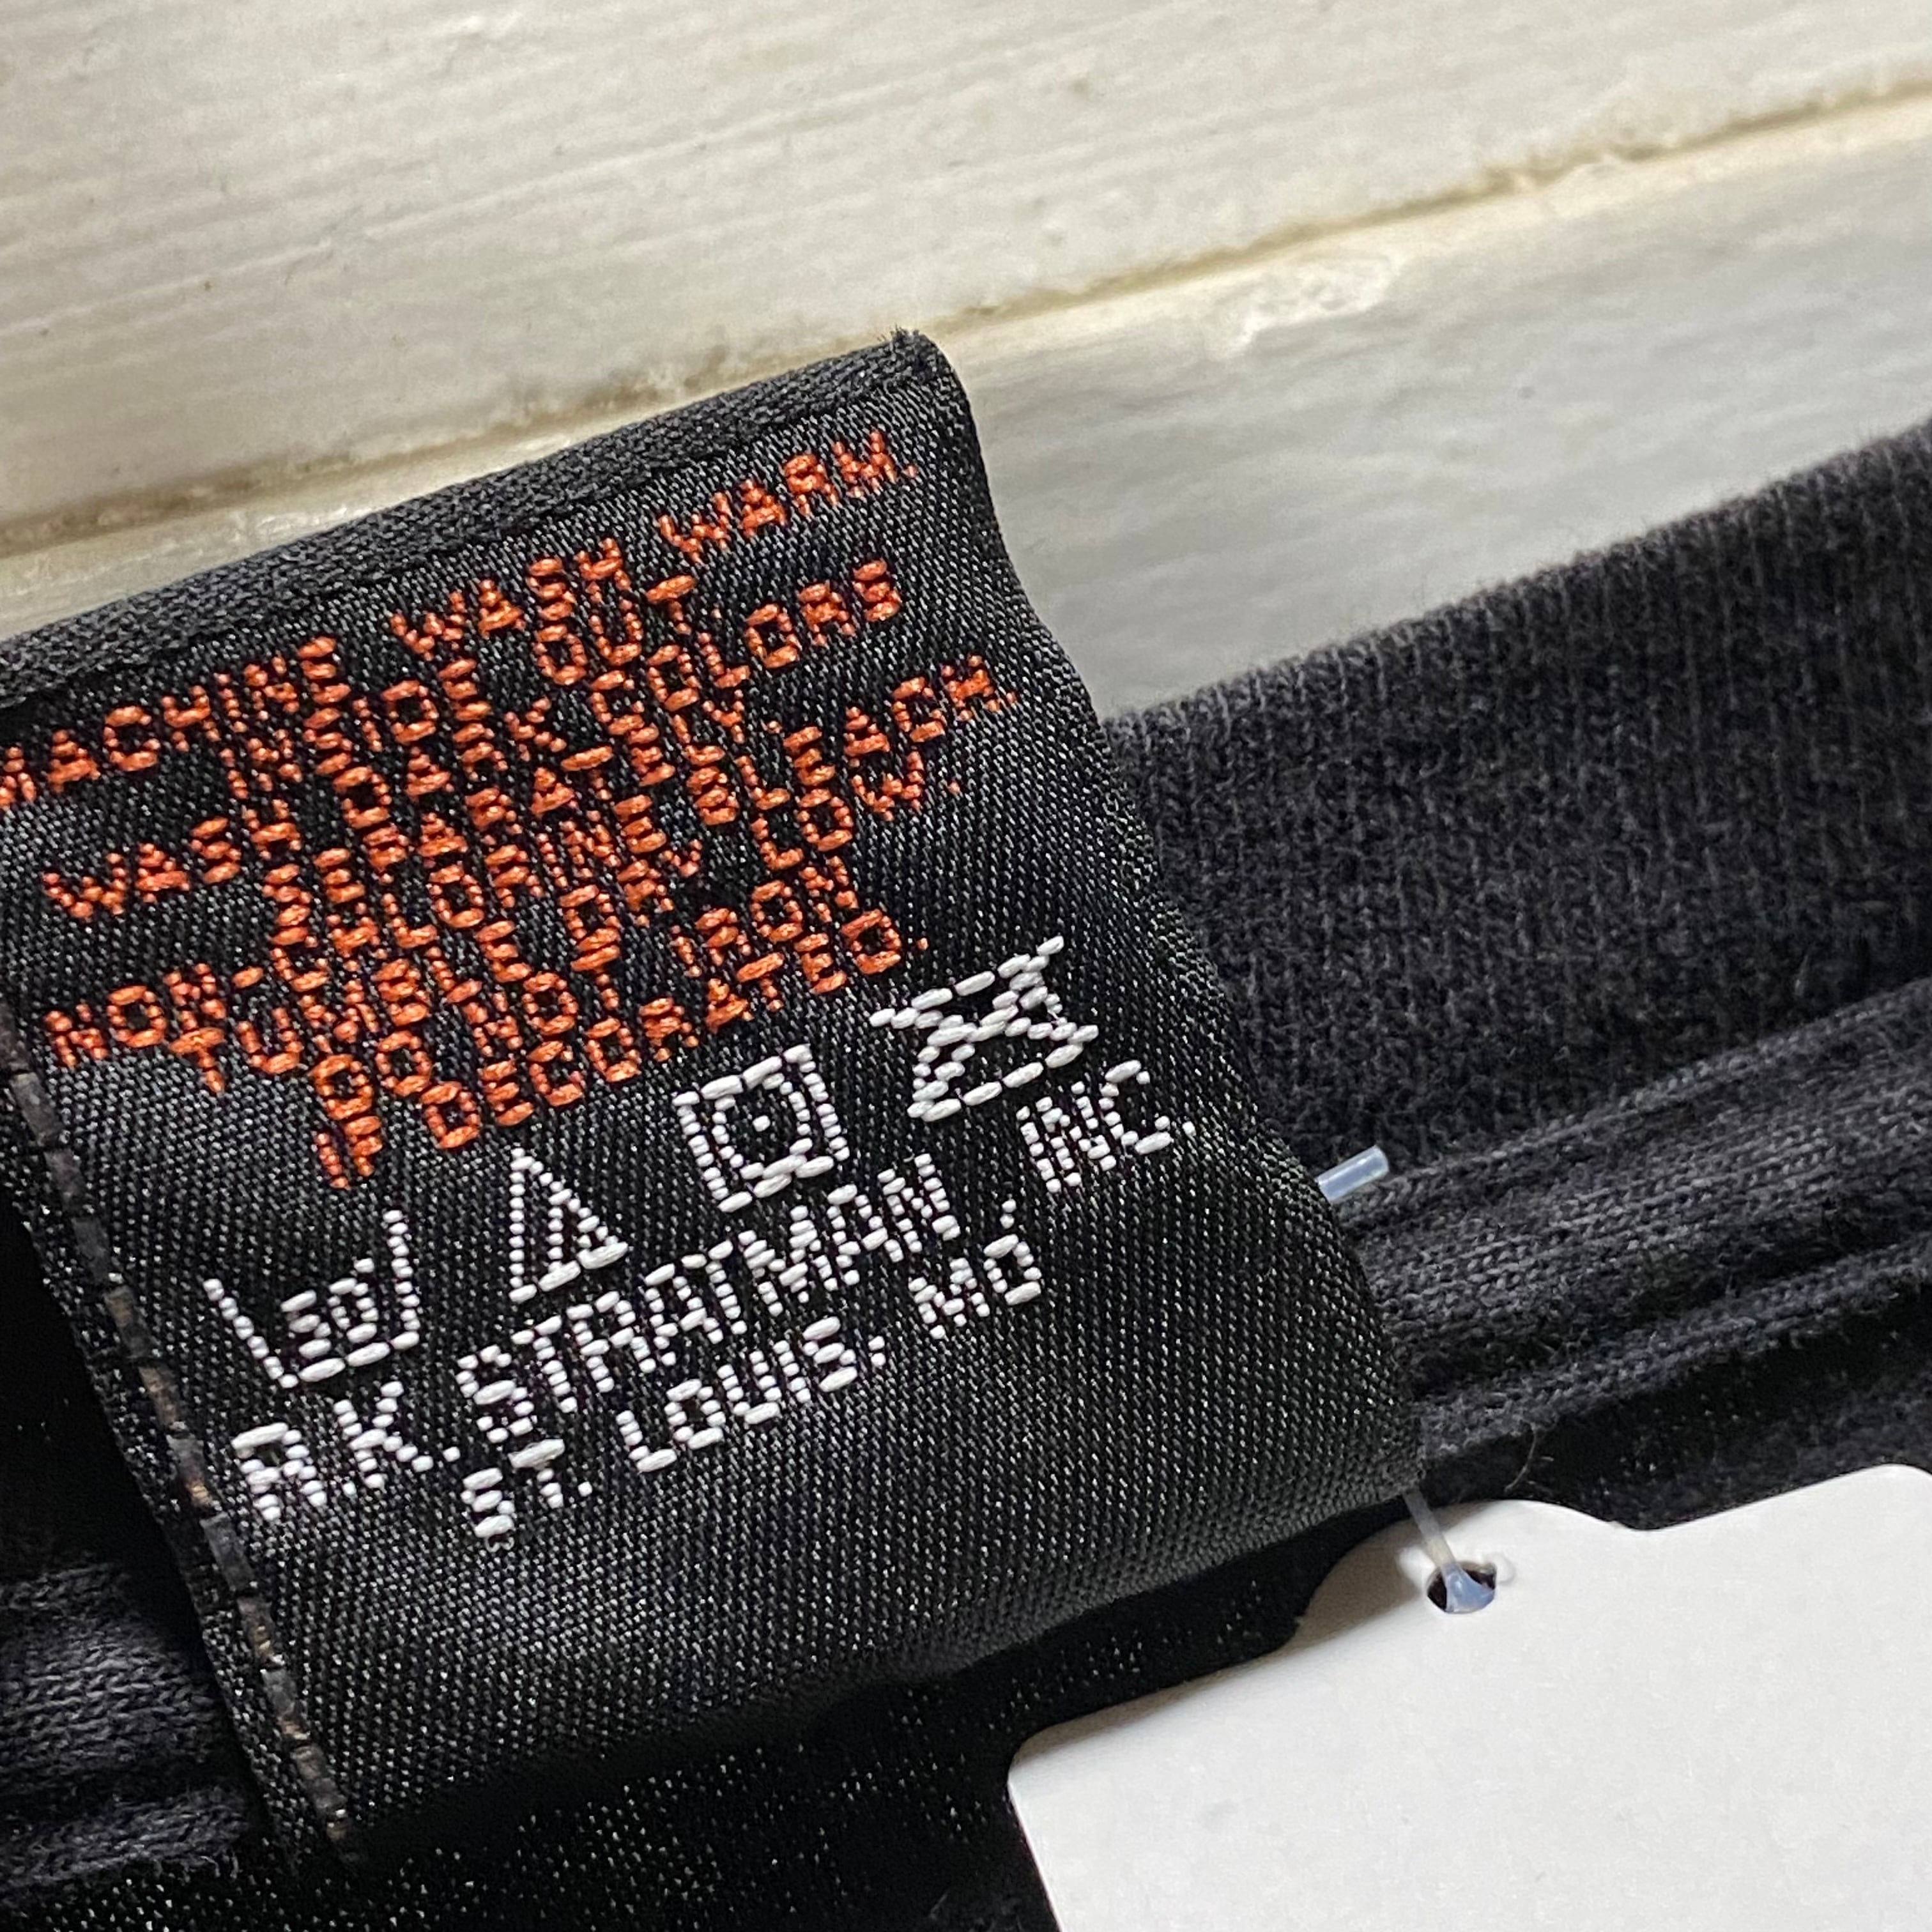 MACHINE WASH WARM.
INSIDE OUT
WASH DARK COLORS
SEPARATELY
NON-CHLORINE BLEACH.
TUMBLE DRY LOW.
DO NOT IRON
IF DECORATED.
R.K. STRATMAN, INC.
ST. LOUIS, MO